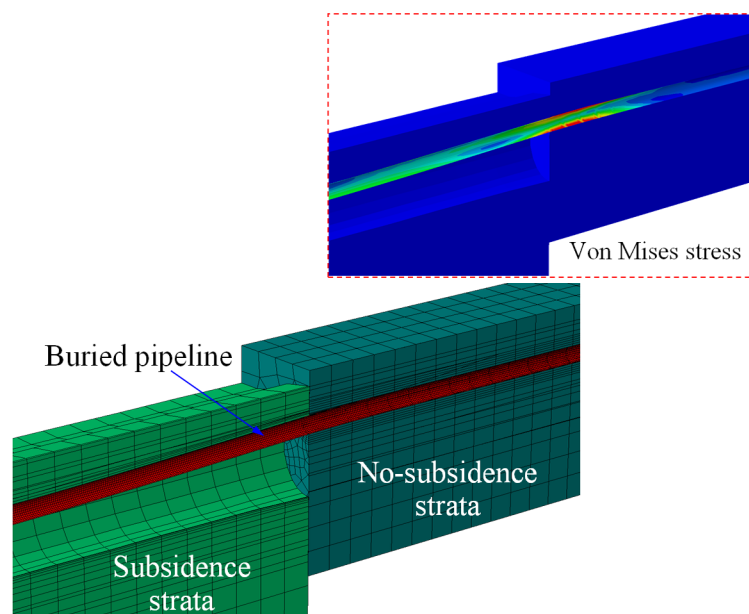 Von Mises stress
Buried pipeline
No-subsidence
strata
Subsidence
strata